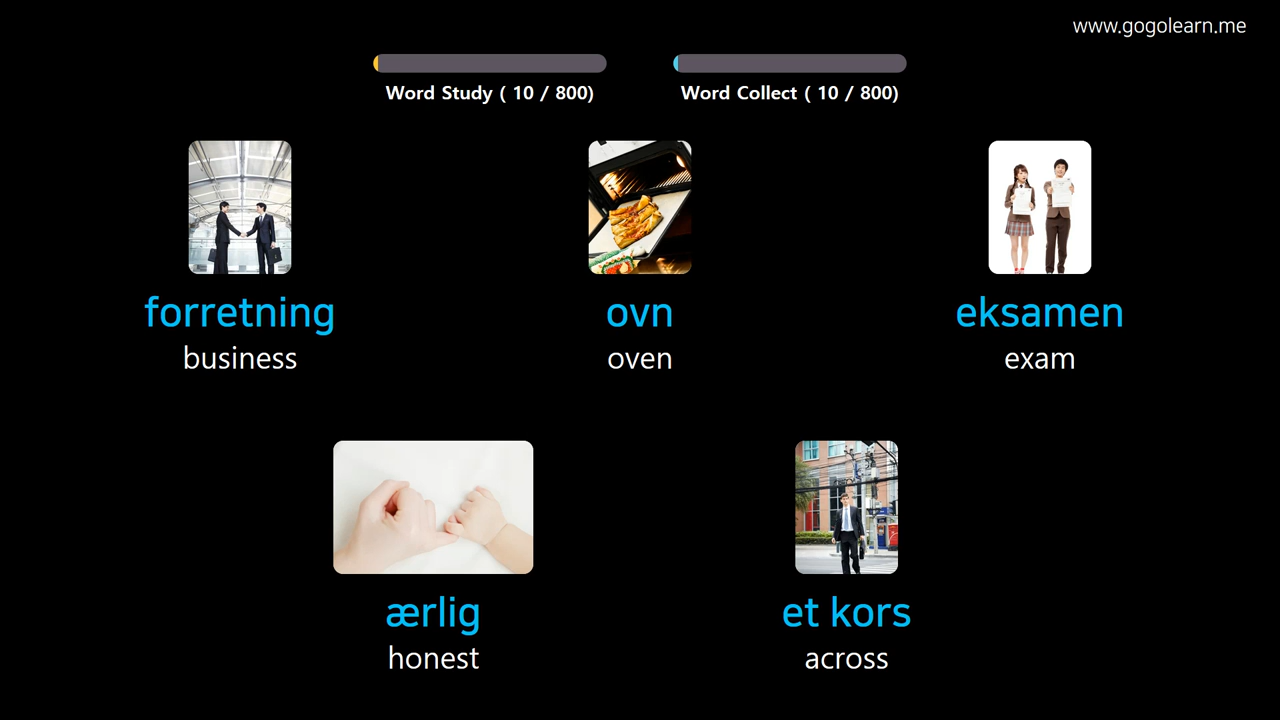 www.gogolearn.me
Word Study ( 10 / 800)
Word Collect ( 10 / 800)
forretning
business
ovn
oven
eksamen
exam
ærlig
honest
et kors
across